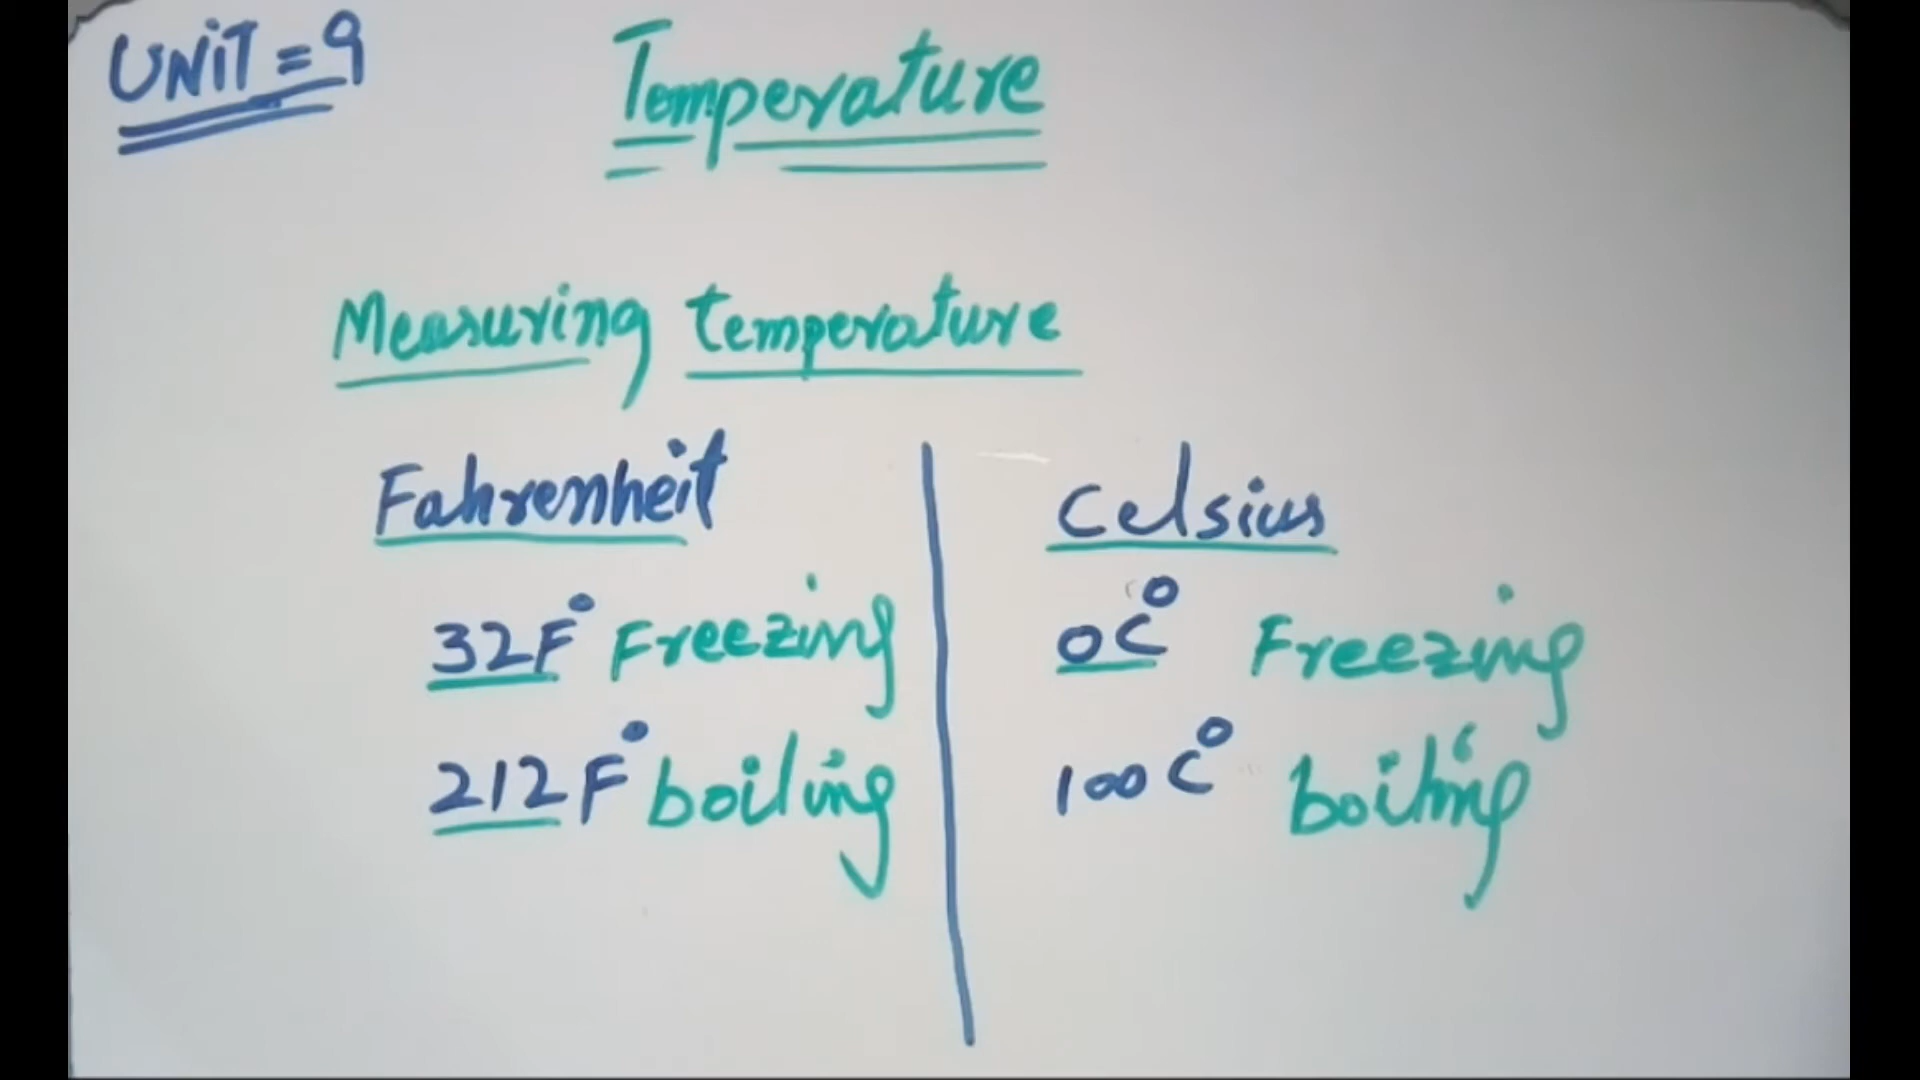 UNiT = 9
Temperature
Measuring temperature
Fahrenheit
32F° Freezing
212F° boiling
Celsius
0C° Freezing
100C° boiling